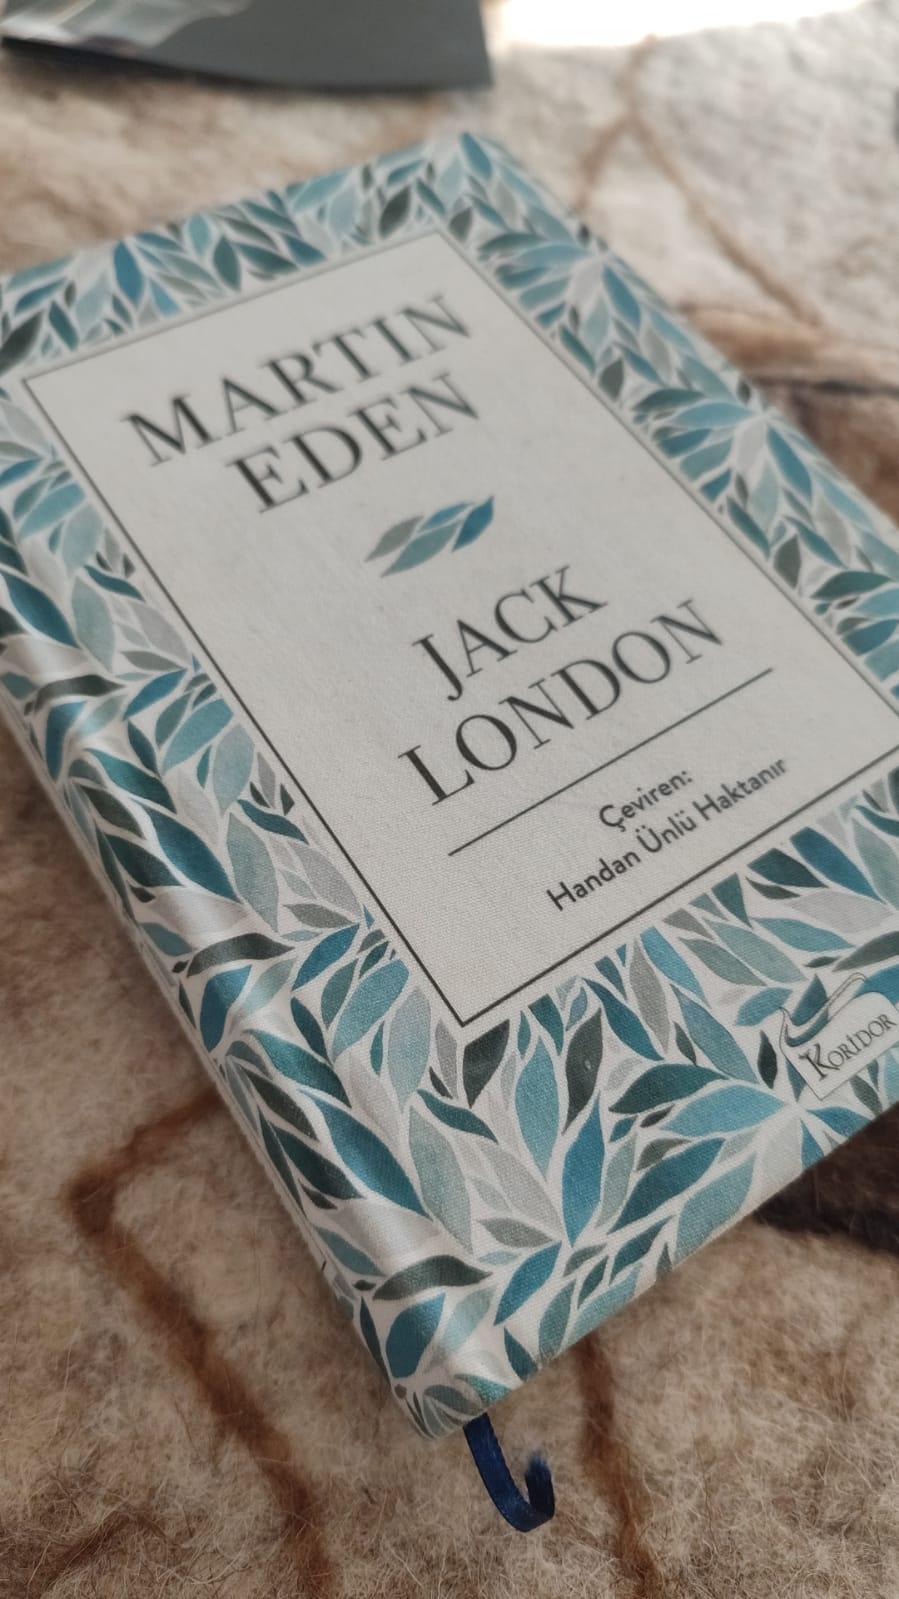 MARTIN
EDEN
JACK
LONDON
Çeviren:
Handan Ünlü Haktanır
KORİDOR